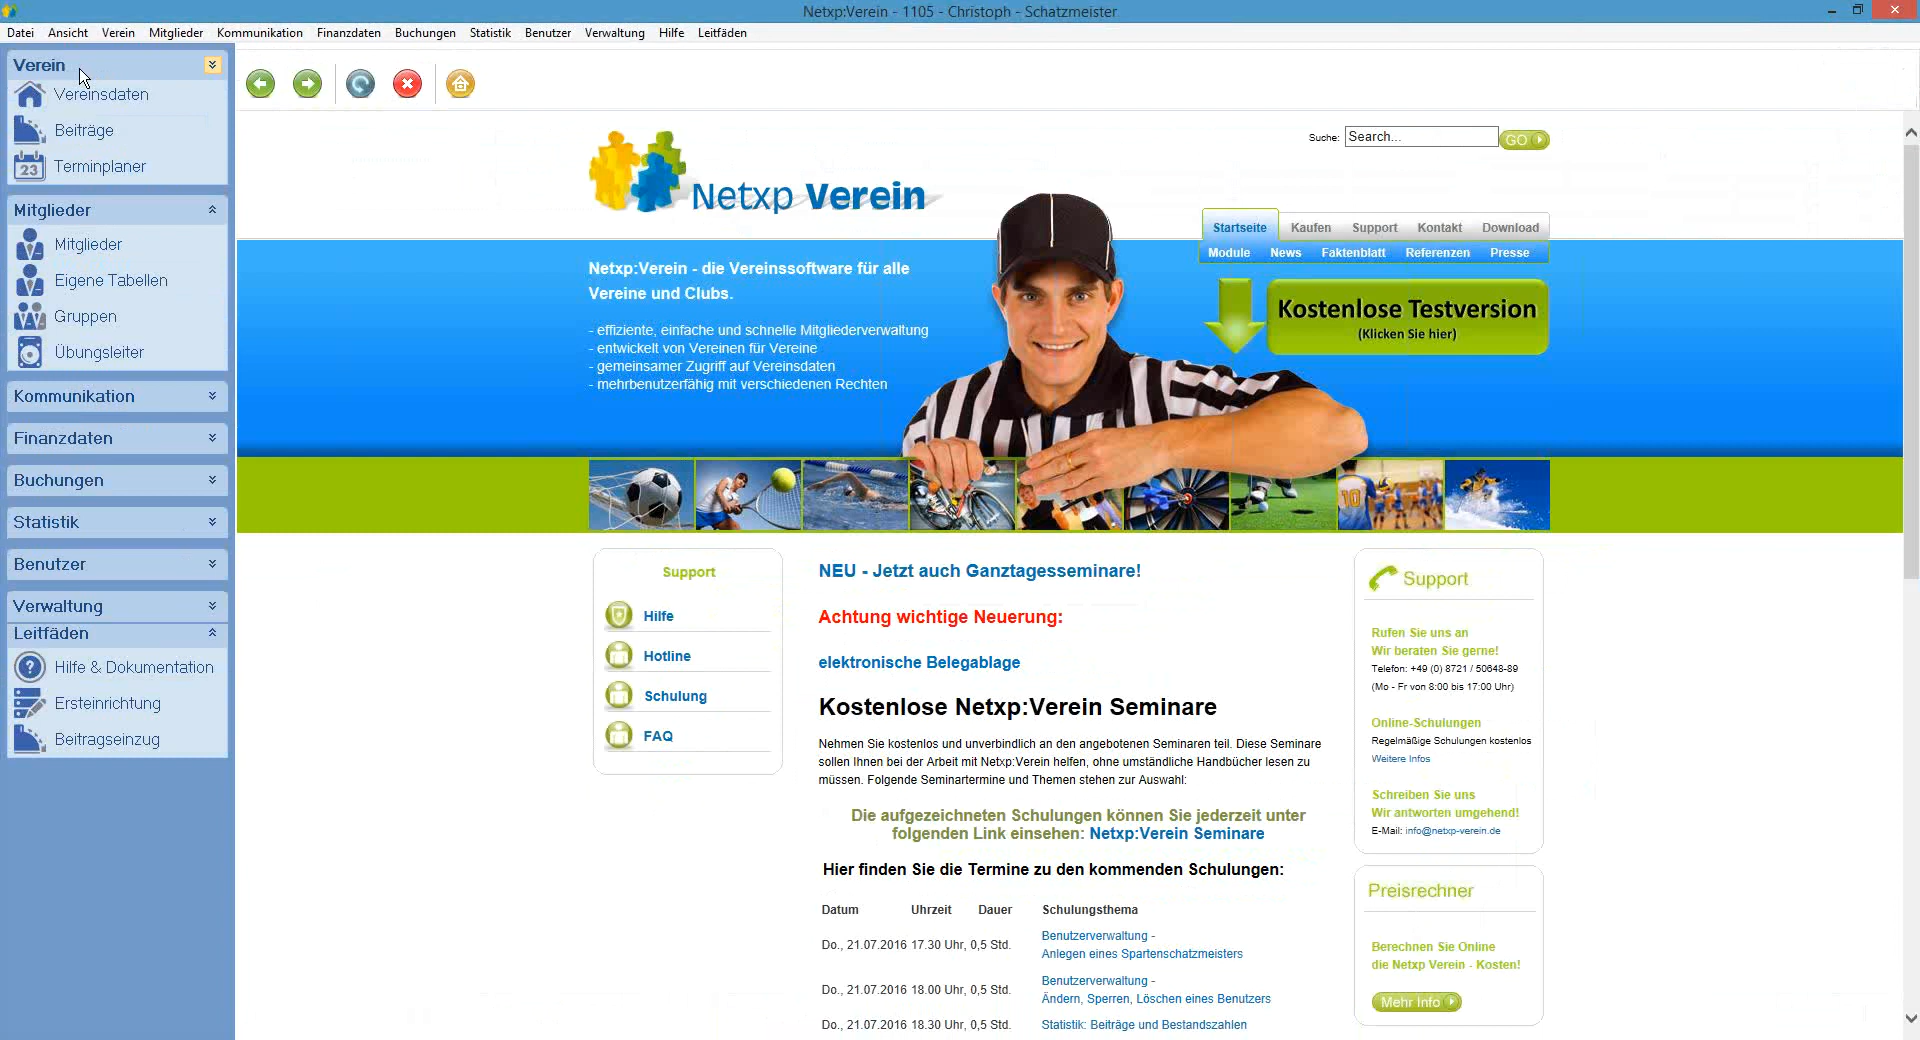 Netxp:Verein - 1105 - Christoph - Schatzmeister
Datei Ansicht Verein Mitglieder Kommunikation Finanzdaten Buchungen Statistik Benutzer Verwaltung Hilfe Leitfäden
Verein
Vereinsdaten
Beiträge
23 Terminplaner
Mitglieder
Mitglieder
Eigene Tabellen
Gruppen
Übungsleiter
Kommunikation
Finanzdaten
Buchungen
Statistik
Benutzer
Verwaltung
Leitfäden
Hilfe & Dokumentation
Ersteinrichtung
Beitragseinzug
Suche: Search... GO
Netxp Verein
Startseite Kaufen Support Kontakt Download
Module News Faktenblatt Referenzen Presse
Netxp:Verein - die Vereinssoftware für alle
Vereine und Clubs.
- effiziente, einfache und schnelle Mitgliederverwaltung
- entwickelt von Vereinen für Vereine
- gemeinsamer Zugriff auf Vereinsdaten
- mehrbenutzerfähig mit verschiedenen Rechten
Kostenlose Testversion
(Klicken Sie hier)
10
Support
Hilfe
Hotline
Schulung
FAQ
NEU - Jetzt auch Ganztagesseminare!
Achtung wichtige Neuerung:
elektronische Belegablage
Kostenlose Netxp:Verein Seminare
Nehmen Sie kostenlos und unverbindlich an den angebotenen Seminaren teil. Diese Seminare
sollen Ihnen bei der Arbeit mit Netxp:Verein helfen, ohne umständliche Handbücher lesen zu
müssen. Folgende Seminartermine und Themen stehen zur Auswahl:
Die aufgezeichneten Schulungen können Sie jederzeit unter
folgenden Link einsehen: Netxp:Verein Seminare
Hier finden Sie die Termine zu den kommenden Schulungen:
Datum Uhrzeit Dauer Schulungsthema
Do., 21.07.2016 17.30 Uhr, 0,5 Std. Benutzerverwaltung -
Anlegen eines Spartenschatzmeisters
Do., 21.07.2016 18.00 Uhr, 0,5 Std. Benutzerverwaltung -
Ändern, Sperren, Löschen eines Benutzers
Do., 21.07.2016 18.30 Uhr, 0,5 Std. Statistik: Beiträge und Bestandszahlen
Support
Rufen Sie uns an
Wir beraten Sie gerne!
Telefon: +49 (0) 8721 / 50648-89
(Mo - Fr von 8:00 bis 17:00 Uhr)
Online-Schulungen
Regelmäßige Schulungen kostenlos
Weitere Infos
Schreiben Sie uns
Wir antworten umgehend!
E-Mail: info@netxp-verein.de
Preisrechner
Berechnen Sie Online
die Netxp Verein - Kosten!
Mehr Info